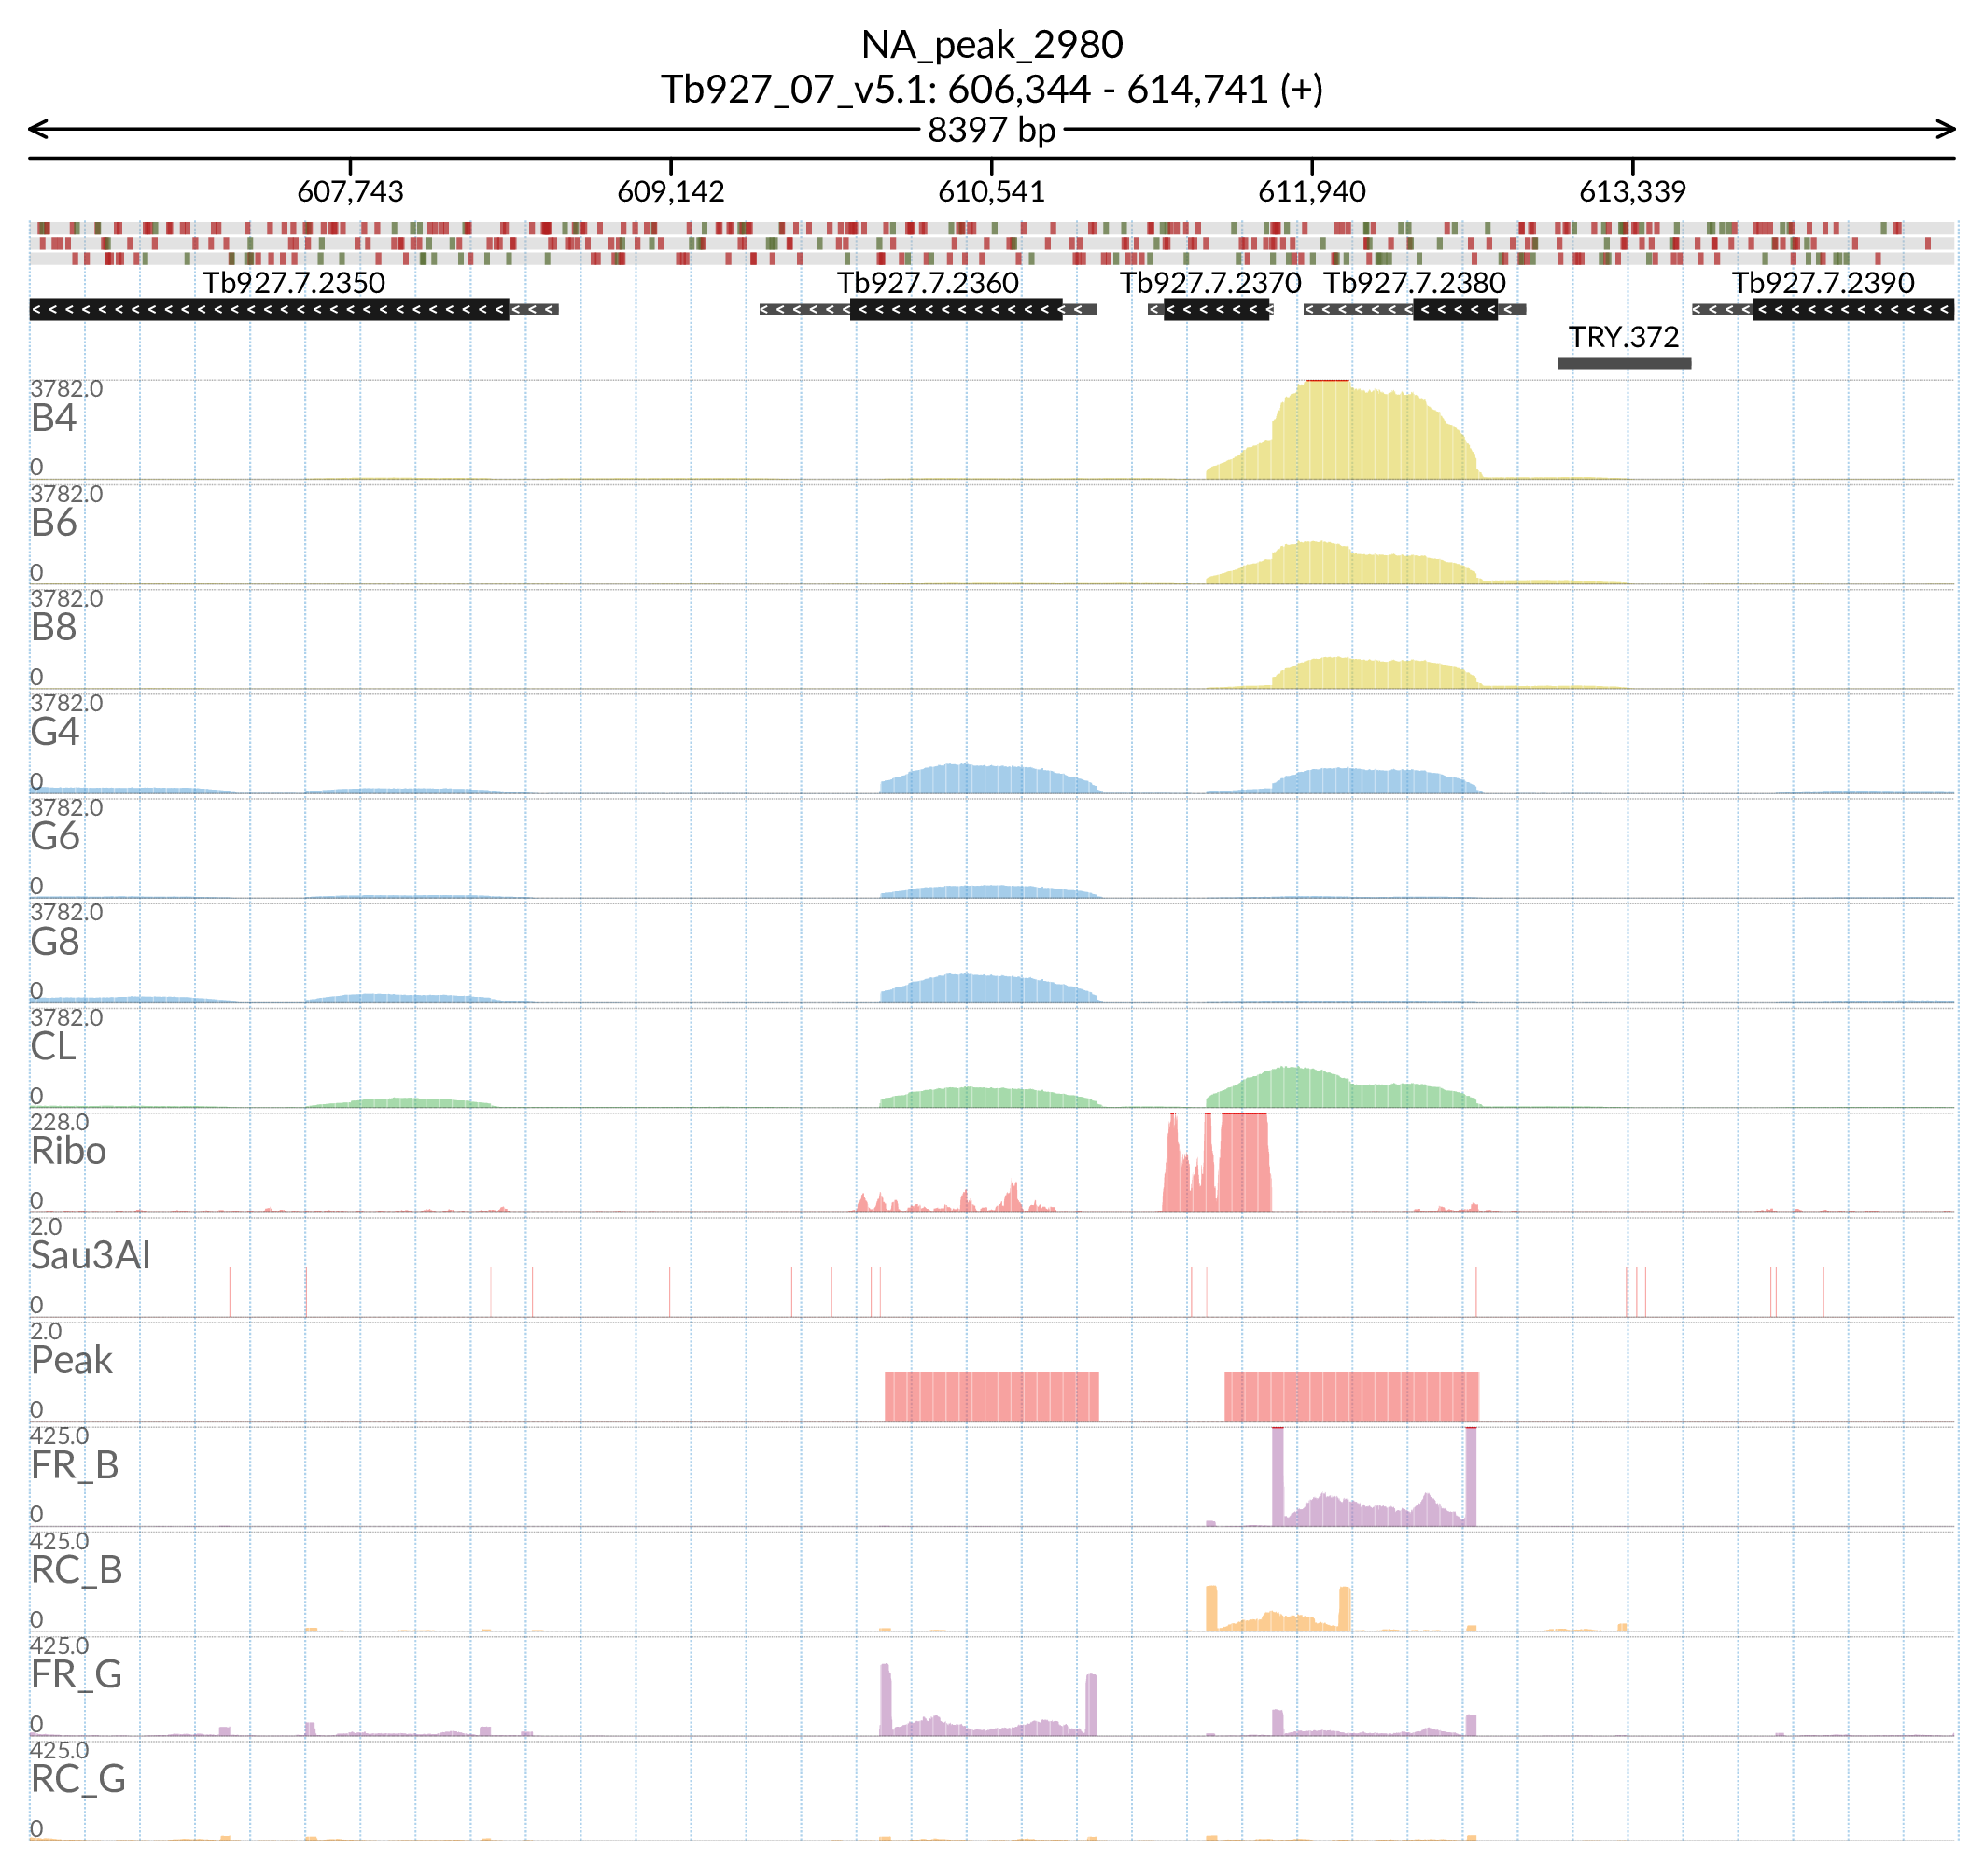 NA_peak_2980
Tb927_07_v5.1: 606,344 - 614,741 (+)
8397 bp
607,743 609,142 610,541 611,940 613,339
Tb927.7.2350 Tb927.7.2360 Tb927.7.2370 Tb927.7.2380 Tb927.7.2390
TRY.372
3782.0
B4
0
3782.0
B6
0
3782.0
B8
0
3782.0
G4
0
3782.0
G6
0
3782.0
G8
0
3782.0
CL
0
228.0
Ribo
0
2.0
Sau3AI
0
2.0
Peak
0
425.0
FR_B
0
425.0
RC_B
0
425.0
FR_G
0
425.0
RC_G
0